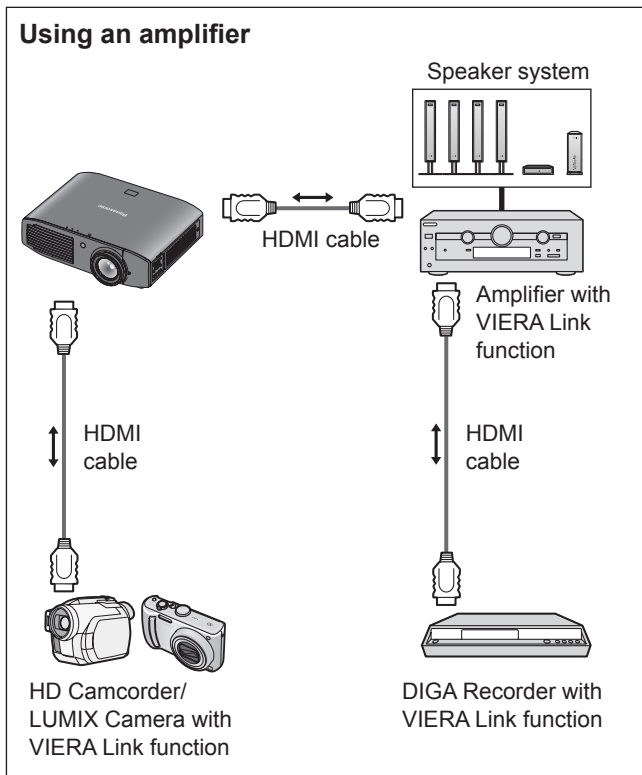 Using an amplifier
Speaker system
HDMI cable
Amplifier with
VIERA Link
function
HDMI
cable
HDMI
cable
HD Camcorder/
LUMIX Camera with
VIERA Link function
DIGA Recorder with
VIERA Link function